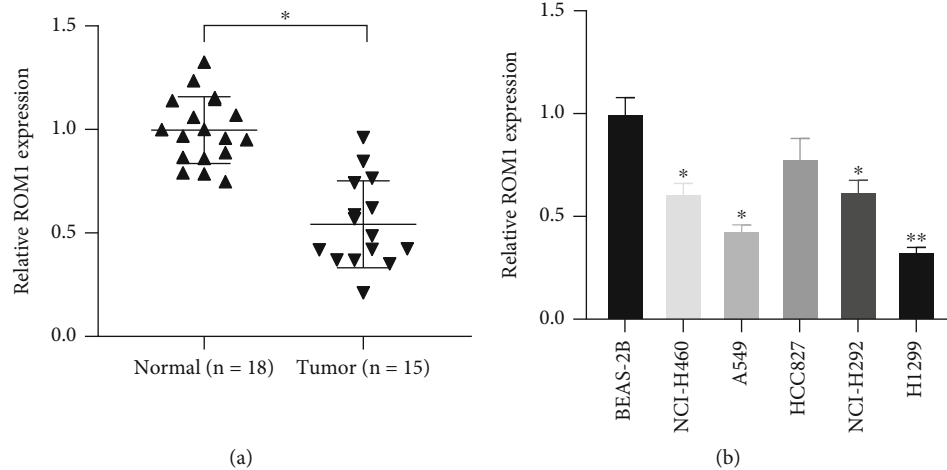 *
1.5
1.0
0.5
0.0
Relative ROM1 expression
Normal (n = 18)
Tumor (n = 15)
(a)
1.5
1.0
0.5
0.0
Relative ROM1 expression
*
*
*
**
BEAS-2B
NCI-H460
A549
HCC827
NCI-H292
H1299
(b)